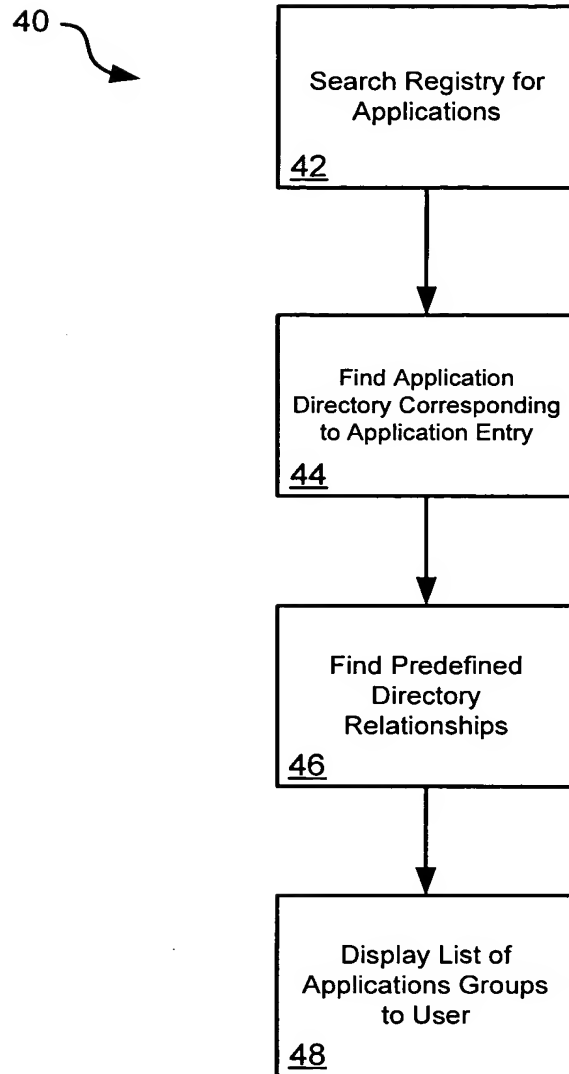 40
Search Registry for
Applications
42
Find Application
Directory Corresponding
to Application Entry
44
Find Predefined
Directory
Relationships
46
Display List of
Applications Groups
to User
48